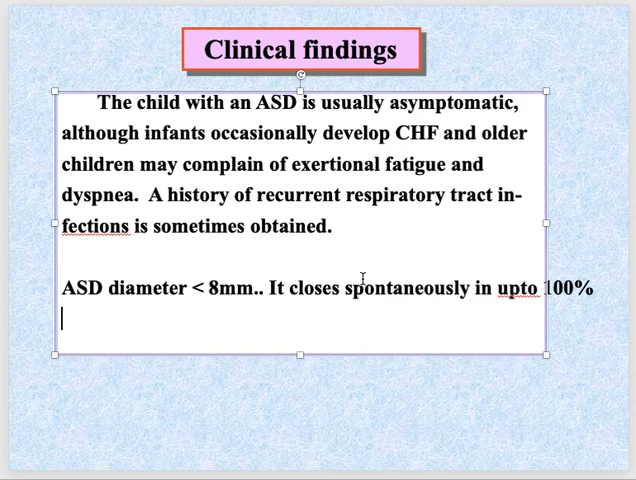 Clinical findings
The child with an ASD is usually asymptomatic,
although infants occasionally develop CHF and older
children may complain of exertional fatigue and
dyspnea. A history of recurrent respiratory tract in-
fections is sometimes obtained.
ASD diameter < 8mm.. It closes spontaneously in upto 100%